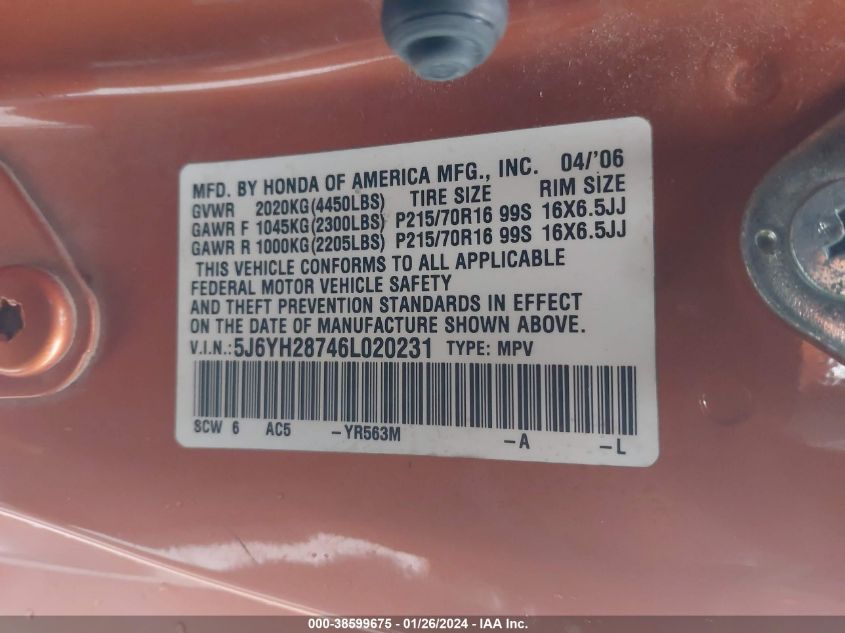 MFD. BY HONDA OF AMERICA MFG., INC. 04/'06
GVWR 2020KG(4450LBS) TIRE SIZE RIM SIZE
GAWR F 1045KG(2300LBS) P215/70R16 99S 16X6.5JJ
GAWR R 1000KG(2205LBS) P215/70R16 99S 16X6.5JJ
THIS VEHICLE CONFORMS TO ALL APPLICABLE
FEDERAL MOTOR VEHICLE SAFETY
AND THEFT PREVENTION STANDARDS IN EFFECT
ON THE DATE OF MANUFACTURE SHOWN ABOVE.
V.I.N.:5J6YH28746L020231 TYPE: MPV
SCW 6 AC5 -YR563M -A -L
000-38599675 / 01/26/2024 - IAA Inc.